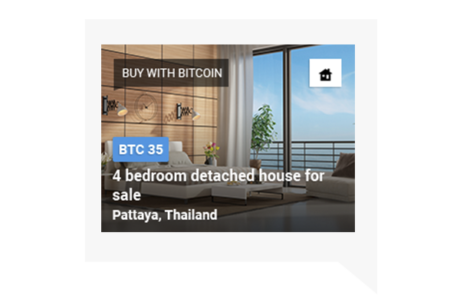 BUY WITH BITCOIN
BTC 35
4 bedroom detached house for
sale
Pattaya, Thailand